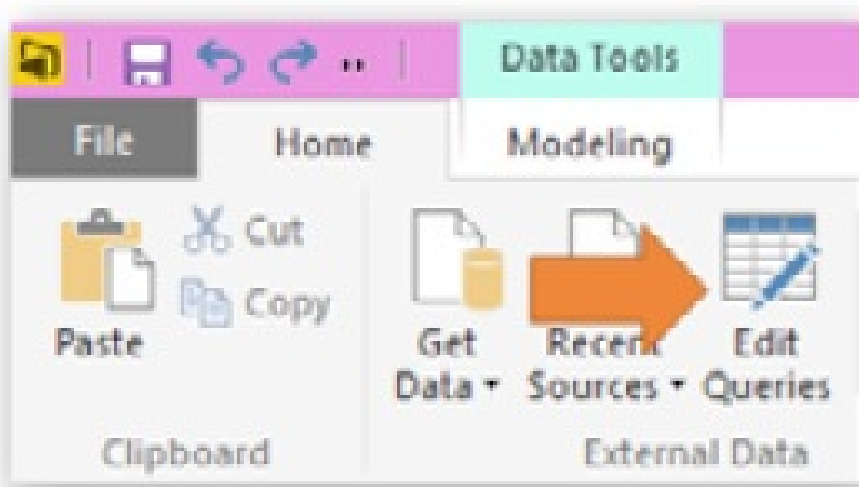 Data Tools
File Home Modeling
Cut
Copy
Paste
Get Data
Recent Sources
Edit Queries
Clipboard
External Data